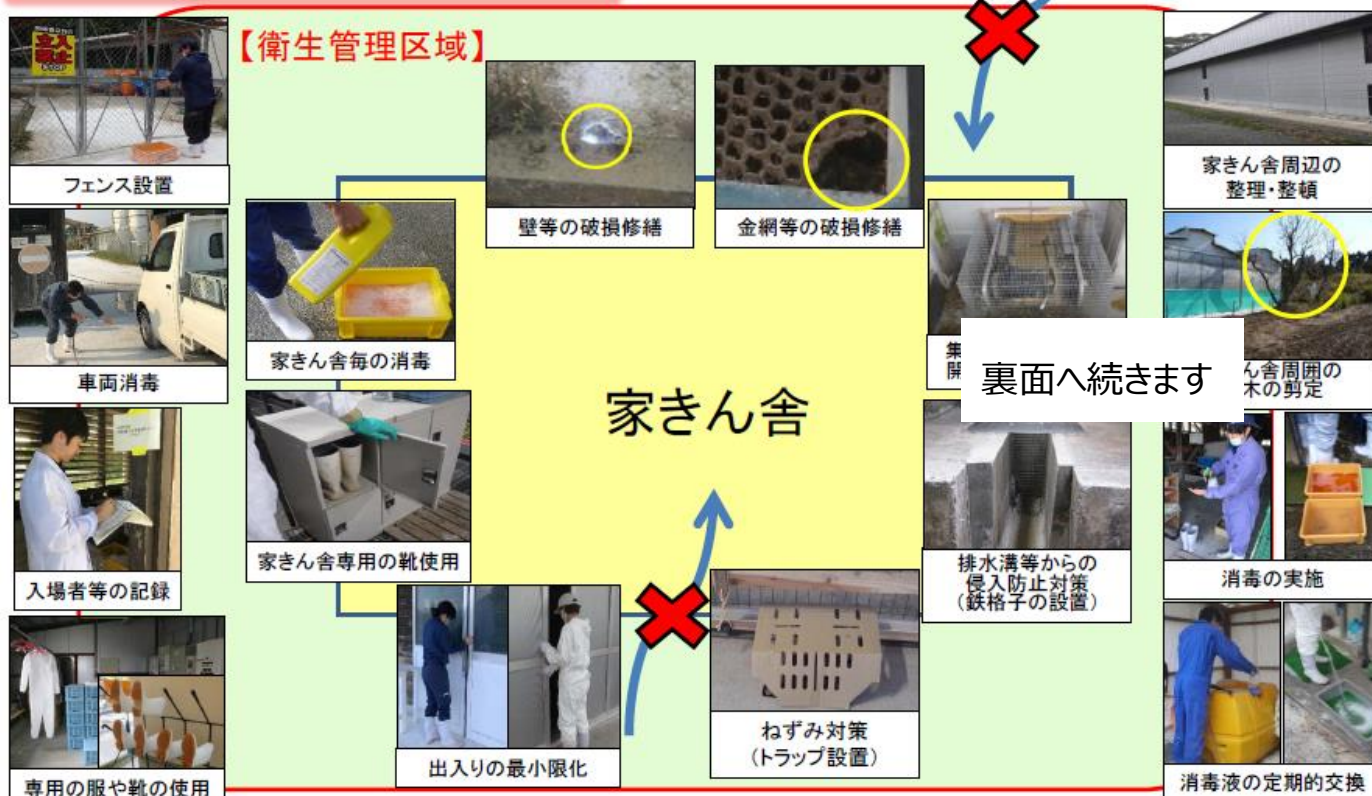 【衛生管理区域】
フェンス設置
壁等の破損修繕
金網等の破損修繕
家きん舎周辺の
整理・整頓
車両消毒
家きん舎毎の消毒
集
開
裏面へ続きます
ん舎周囲の
木の剪定
家きん舎
入場者等の記録
家きん舎専用の靴使用
排水溝等からの
侵入防止対策
(鉄格子の設置)
消毒の実施
専用の服や靴の使用
出入りの最小限化
ねずみ対策
(トラップ設置)
消毒液の定期的交換